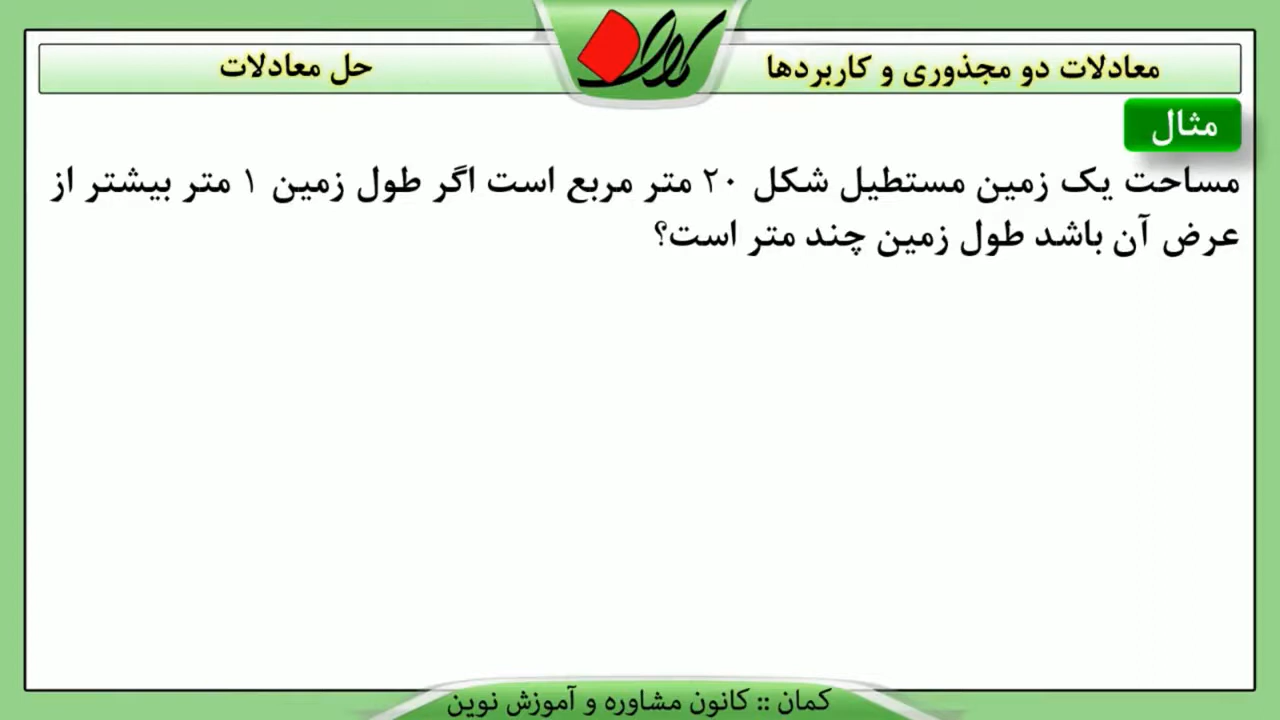 معادلات دو مجذوری و کاربردها
حل معادلات
مثال
مساحت یک زمین مستطیل شکل ۲۰ متر مربع است اگر طول زمین ۱ متر بیشتر از
عرض آن باشد طول زمین چند متر است؟
کمان :: کانون مشاوره و آموزش نوین